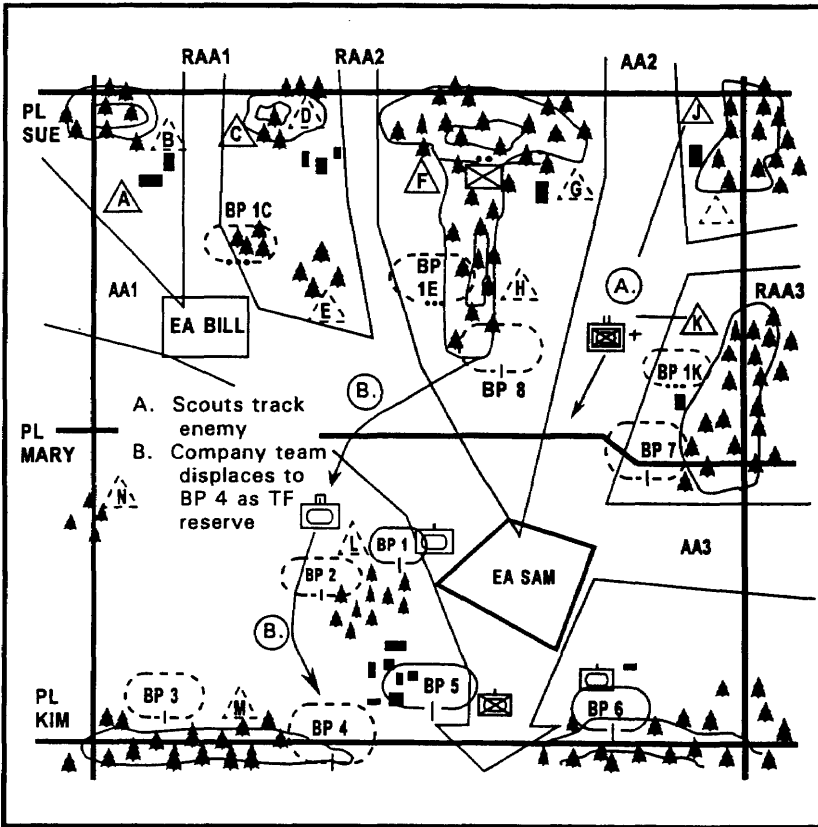 RAA1
RAA2
AA2
PL
SUE
B
C
D
J
A
F
G
BP 1C
BP
1E
H
A.
AA1
E
K
RAA3
EA BILL
+
BP 1K
BP 8
B.
A. Scouts track
enemy
B. Company team
displaces to
BP 4 as TF
reserve
PL
MARY
BP 7
N
L
BP 1
AA3
BP 2
EA SAM
B.
PL
KIM
BP 3
M
BP 4
BP 5
BP 6